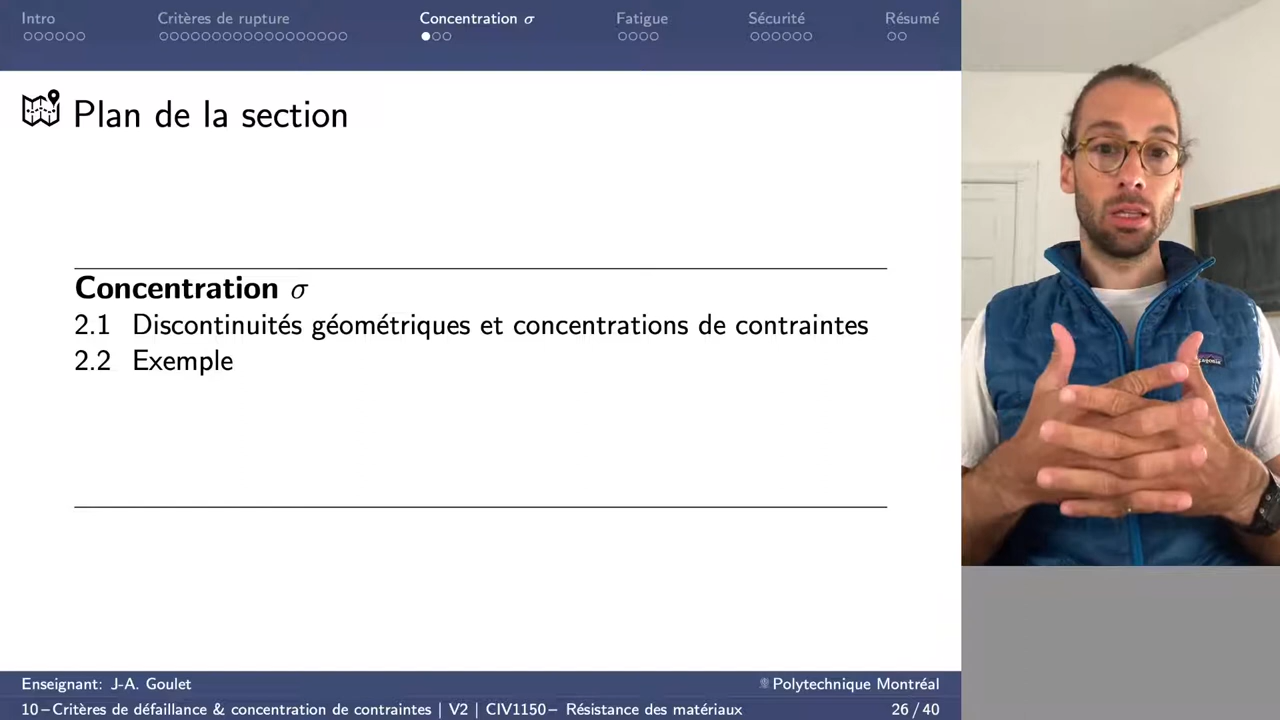 Intro
Critères de rupture
Concentration σ
Fatigue
Sécurité
Résumé
Plan de la section
Concentration σ
2.1 Discontinuités géométriques et concentrations de contraintes
2.2 Exemple
Enseignant: J-A. Goulet
Polytechnique Montréal
10 – Critères de défaillance & concentration de contraintes | V2 | CIV1150 – Résistance des matériaux
26 / 40